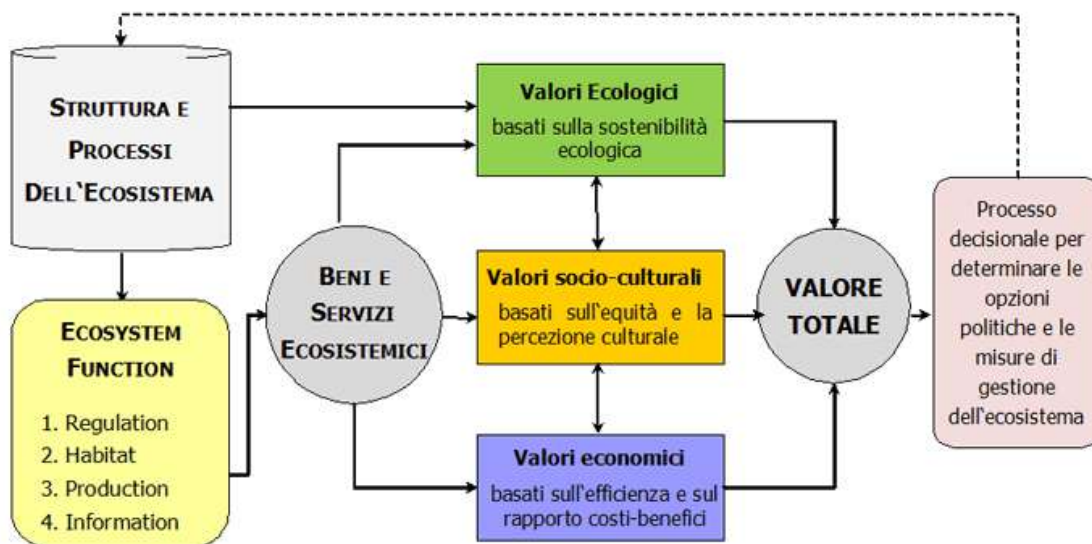 STRUTTURA E
PROCESSI
DELL'ECOSISTEMA
ECOSYSTEM
FUNCTION
1. Regulation
2. Habitat
3. Production
4. Information
BENI E
SERVIZI
ECOSISTEMICI
Valori Ecologici
basati sulla sostenibilità
ecologica
Valori socio-culturali
basati sull'equità e la
percezione culturale
Valori economici
basati sull'efficienza e sul
rapporto costi-benefici
VALORE
TOTALE
Processo
decisionale per
determinare le
opzioni
politiche e le
misure di
gestione
dell'ecosistema